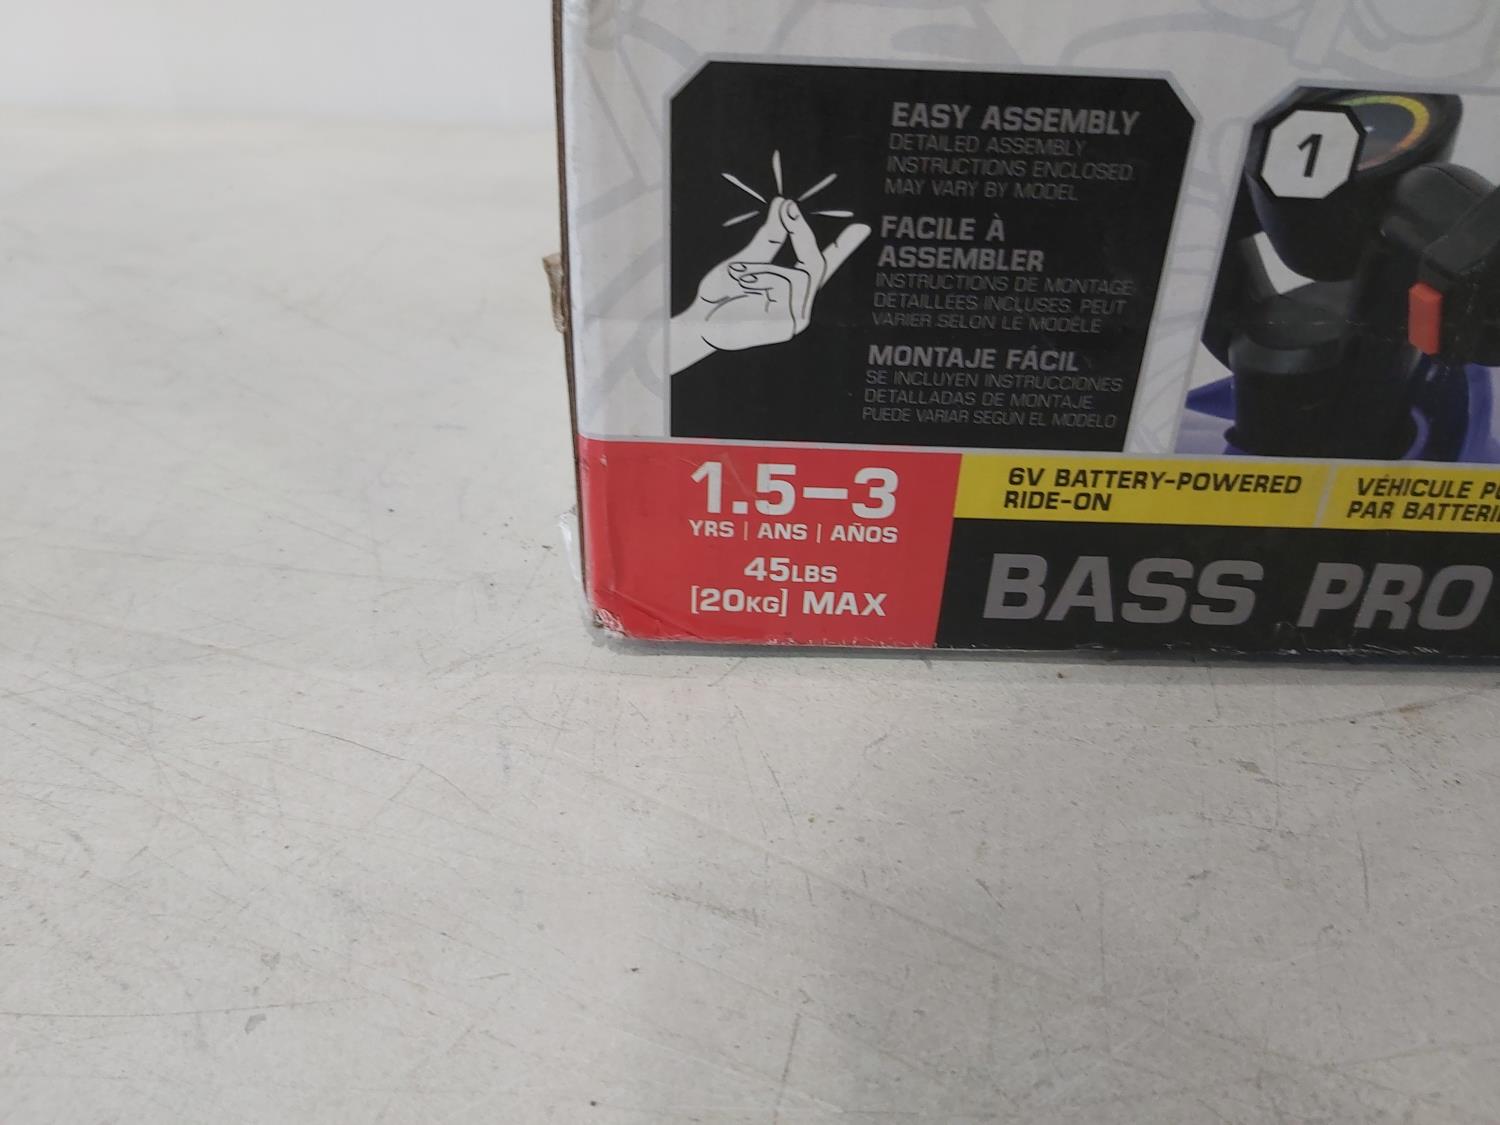 EASY ASSEMBLY
DETAILED ASSEMBLY
INSTRUCTIONS ENCLOSED.
MAY VARY BY MODEL
FACILE À
ASSEMBLER
INSTRUCTIONS DE MONTAGE
DÉTAILLÉES INCLUSES. PEUT
VARIER SELON LE MODÈLE
MONTAJE FÁCIL
SE INCLUYEN INSTRUCCIONES
DETALLADAS DE MONTAJE.
PUEDE VARIAR SEGÚN EL MODELO
1
1.5–3
YRS | ANS | AÑOS
45LBS
[20KG] MAX
6V BATTERY-POWERED
RIDE-ON
VÉHICULE
PAR
BASS PRO